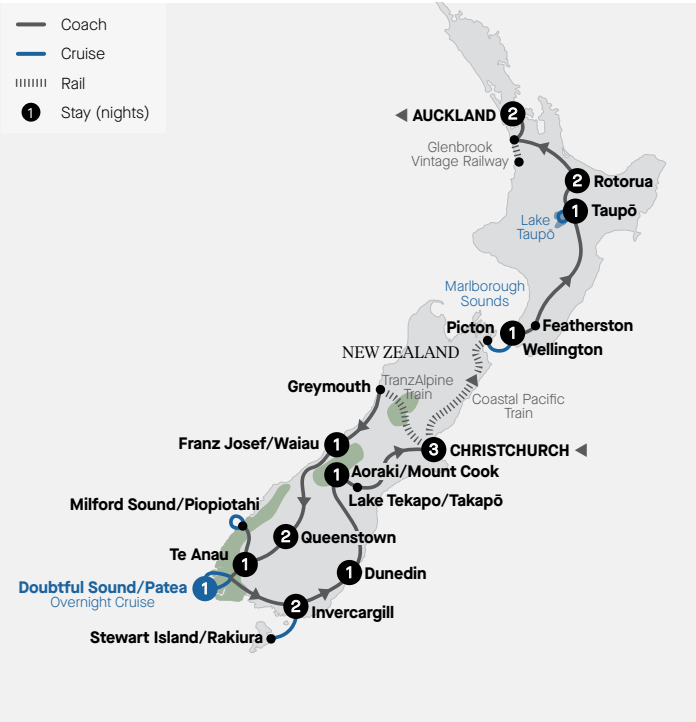 Coach
Cruise
Rail
1 Stay (nights)
AUCKLAND 2
Glenbrook
Vintage Railway
2 Rotorua
1 Taupō
Lake
Taupō
Marlborough
Sounds
Picton
1
Featherston
Wellington
NEW ZEALAND
TranzAlpine
Train
Greymouth
Coastal Pacific
Train
Franz Josef/Waiau 1
3 CHRISTCHURCH
1 Aoraki/Mount Cook
Lake Tekapo/Takapō
Milford Sound/Piopiotahi
2 Queenstown
Te Anau 1
1 Dunedin
Doubtful Sound/Patea 1
Overnight Cruise
2 Invercargill
Stewart Island/Rakiura